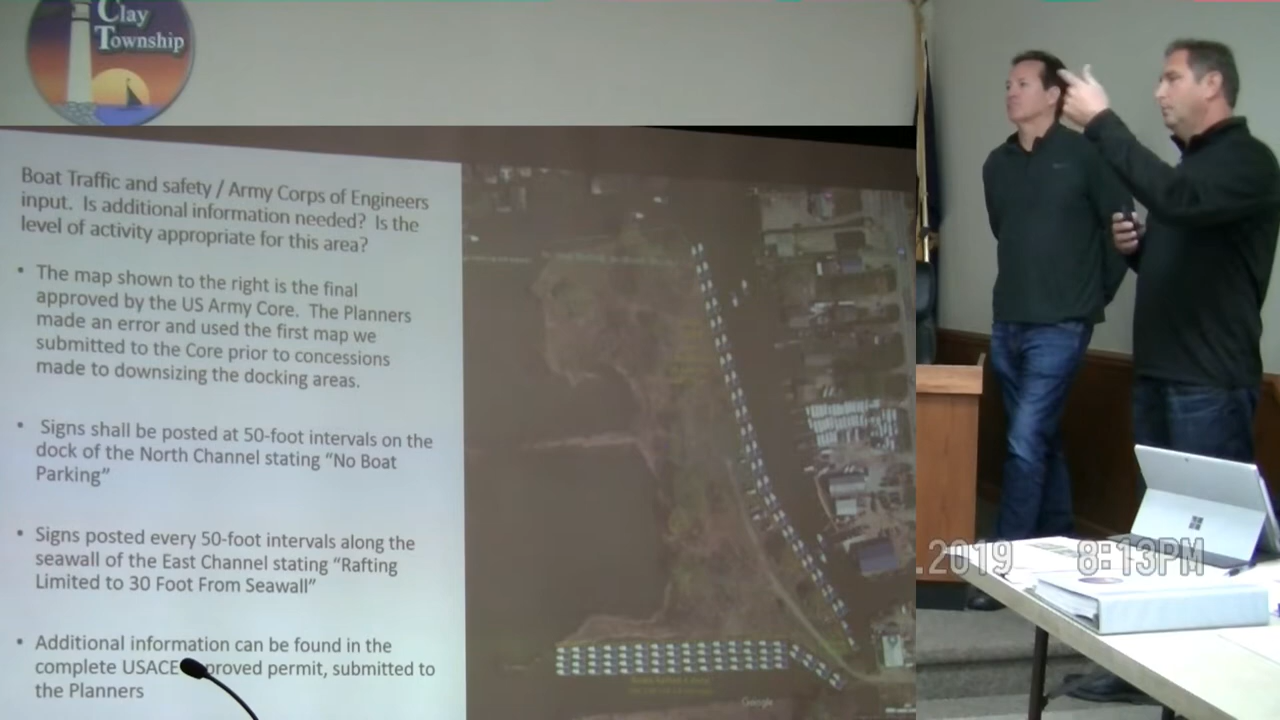 Clay
Township
Boat Traffic and safety / Army Corps of Engineers
input. Is additional information needed? Is the
level of activity appropriate for this area?
• The map shown to the right is the final
approved by the US Army Core. The Planners
made an error and used the first map we
submitted to the Core prior to concessions
made to downsizing the docking areas.
• Signs shall be posted at 50-foot intervals on the
dock of the North Channel stating “No Boat
Parking”
• Signs posted every 50-foot intervals along the
seawall of the East Channel stating “Rafting
Limited to 30 Foot From Seawall”
• Additional information can be found in the
complete USACE proved permit, submitted to
the Planners
Google
.2019 8:13PM